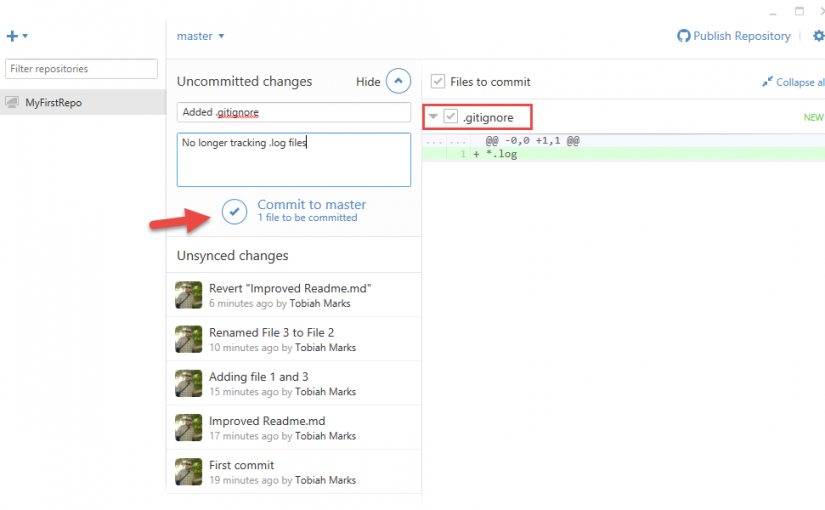 master
Publish Repository
Filter repositories
MyFirstRepo
Uncommitted changes
Hide
Added .gitignore
No longer tracking .log files
Commit to master
1 file to be committed
Unsynced changes
Revert "Improved Readme.md"
6 minutes ago by Tobiah Marks
Renamed File 3 to File 2
10 minutes ago by Tobiah Marks
Adding file 1 and 3
15 minutes ago by Tobiah Marks
Improved Readme.md
17 minutes ago by Tobiah Marks
First commit
19 minutes ago by Tobiah Marks
Files to commit
Collapse al
.gitignore
NEW
... ... @@ -0,0 +1,1 @@
1 + *.log